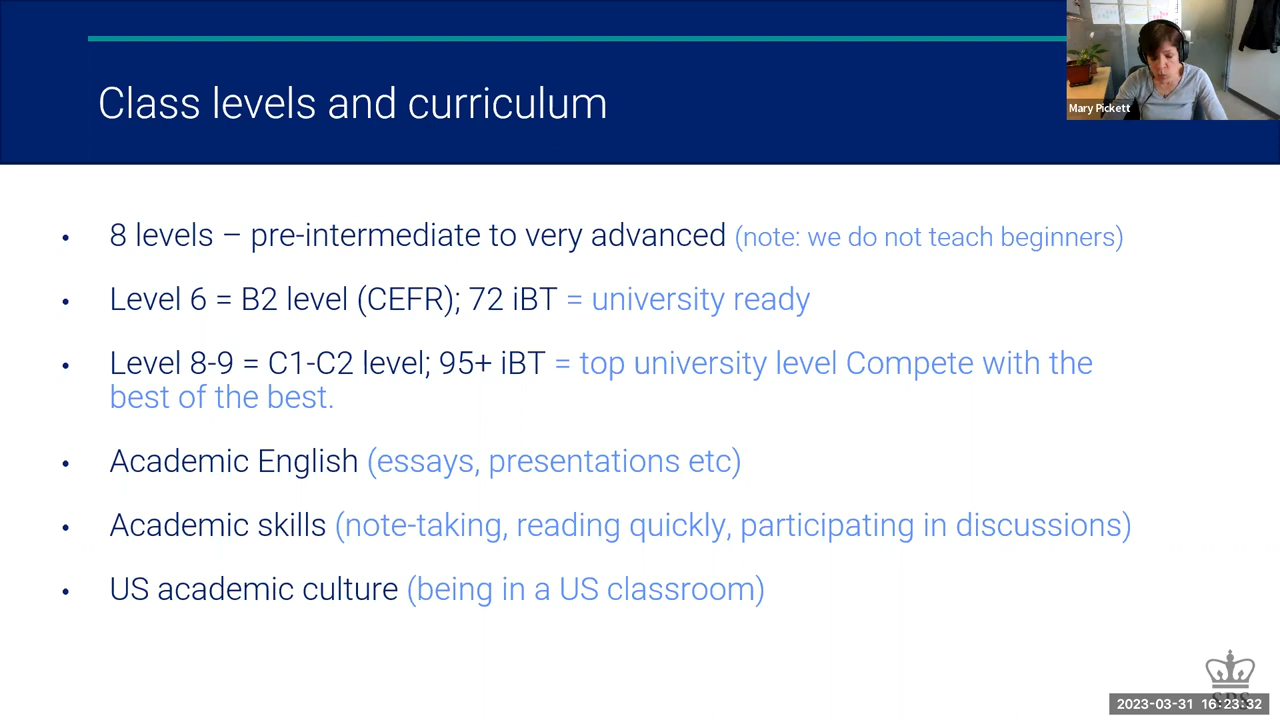 Class levels and curriculum
Mary Pickett
• 8 levels – pre-intermediate to very advanced (note: we do not teach beginners)
• Level 6 = B2 level (CEFR); 72 iBT = university ready
• Level 8-9 = C1-C2 level; 95+ iBT = top university level Compete with the
best of the best.
• Academic English (essays, presentations etc)
• Academic skills (note-taking, reading quickly, participating in discussions)
• US academic culture (being in a US classroom)
SPS
2023-03-31 16:23:32